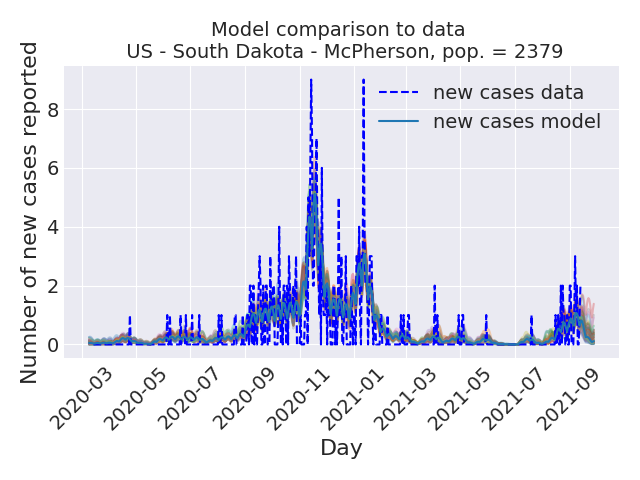 Model comparison to data
US - South Dakota - McPherson, pop. = 2379
Number of new cases reported
8
6
4
2
0
new cases data
new cases model
2020-03
2020-05
2020-07
2020-09
2020-11
2021-01
2021-03
2021-05
2021-07
2021-09
Day